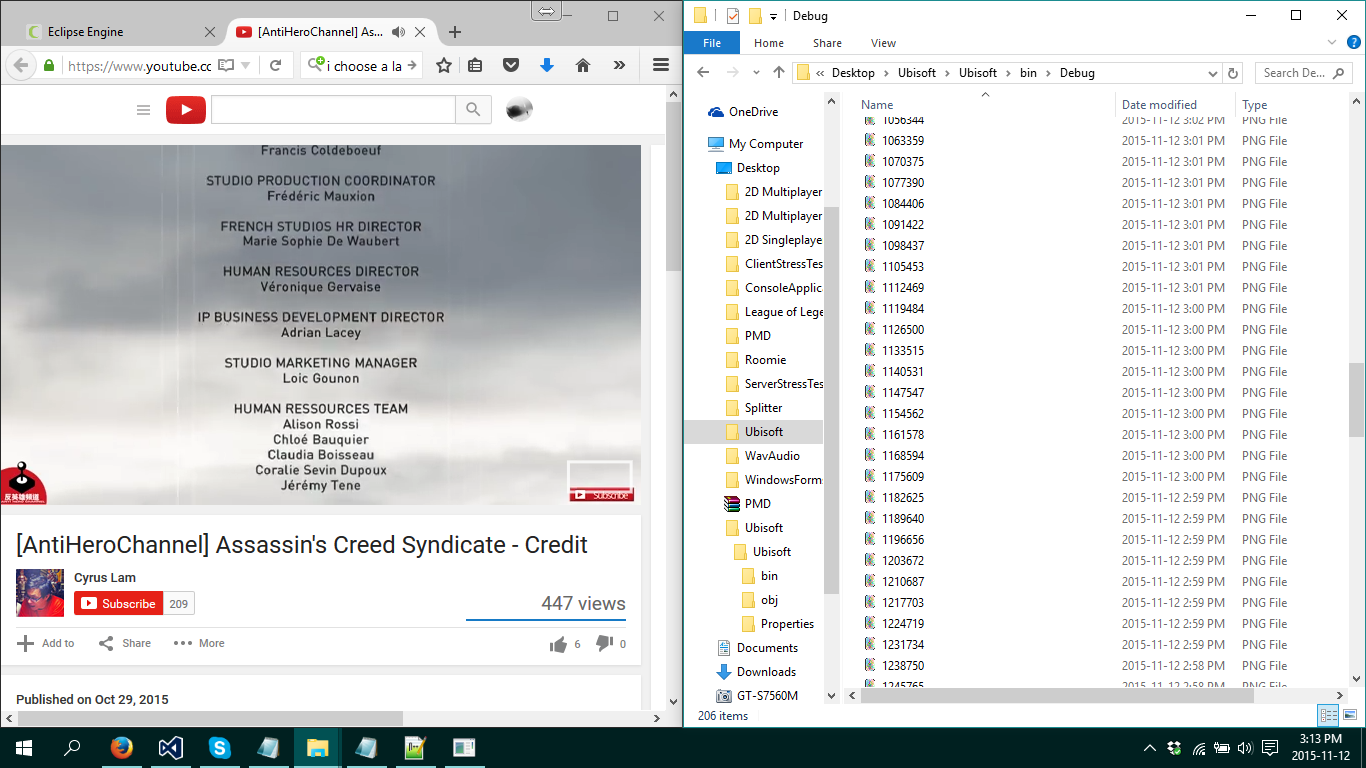 Eclipse Engine
[AntiHeroChannel] As...
https://www.youtube.cc
i choose a la
Francis Coldeboeuf
STUDIO PRODUCTION COORDINATOR
Frédéric Mauxion
FRENCH STUDIOS HR DIRECTOR
Marie Sophie De Waubert
HUMAN RESOURCES DIRECTOR
Véronique Gervaise
IP BUSINESS DEVELOPMENT DIRECTOR
Adrian Lacey
STUDIO MARKETING MANAGER
Loic Gounon
HUMAN RESSOURCES TEAM
Alison Rossi
Chloé Bauquier
Claudia Boisseau
Coralie Sevin Dupoux
Jérémy Tene
反英雄頻道
Subscribe
[AntiHeroChannel] Assassin's Creed Syndicate - Credit
Cyrus Lam
Subscribe 209
447 views
Add to Share More 6 0
Published on Oct 29, 2015
Debug
File Home Share View
« Desktop Ubisoft Ubisoft bin Debug
Search De...
OneDrive
My Computer
Desktop
2D Multiplayer
2D Multiplayer
2D Singleplaye
ClientStressTes
ConsoleApplica
League of Lege
PMD
Roomie
ServerStressTes
Splitter
Ubisoft
WavAudio
WindowsForm
PMD
Ubisoft
Ubisoft
bin
obj
Properties
Documents
Downloads
GT-S7560M
Name Date modified Type
1056344 2015-11-12 3:02 PM PNG File
1063359 2015-11-12 3:01 PM PNG File
1070375 2015-11-12 3:01 PM PNG File
1077390 2015-11-12 3:01 PM PNG File
1084406 2015-11-12 3:01 PM PNG File
1091422 2015-11-12 3:01 PM PNG File
1098437 2015-11-12 3:01 PM PNG File
1105453 2015-11-12 3:01 PM PNG File
1112469 2015-11-12 3:01 PM PNG File
1119484 2015-11-12 3:00 PM PNG File
1126500 2015-11-12 3:00 PM PNG File
1133515 2015-11-12 3:00 PM PNG File
1140531 2015-11-12 3:00 PM PNG File
1147547 2015-11-12 3:00 PM PNG File
1154562 2015-11-12 3:00 PM PNG File
1161578 2015-11-12 3:00 PM PNG File
1168594 2015-11-12 3:00 PM PNG File
1175609 2015-11-12 3:00 PM PNG File
1182625 2015-11-12 2:59 PM PNG File
1189640 2015-11-12 2:59 PM PNG File
1196656 2015-11-12 2:59 PM PNG File
1203672 2015-11-12 2:59 PM PNG File
1210687 2015-11-12 2:59 PM PNG File
1217703 2015-11-12 2:59 PM PNG File
1224719 2015-11-12 2:59 PM PNG File
1231734 2015-11-12 2:59 PM PNG File
1238750 2015-11-12 2:58 PM PNG File
1245765 2015-11-12 2:58 PM PNG File
206 items
3:13 PM
2015-11-12